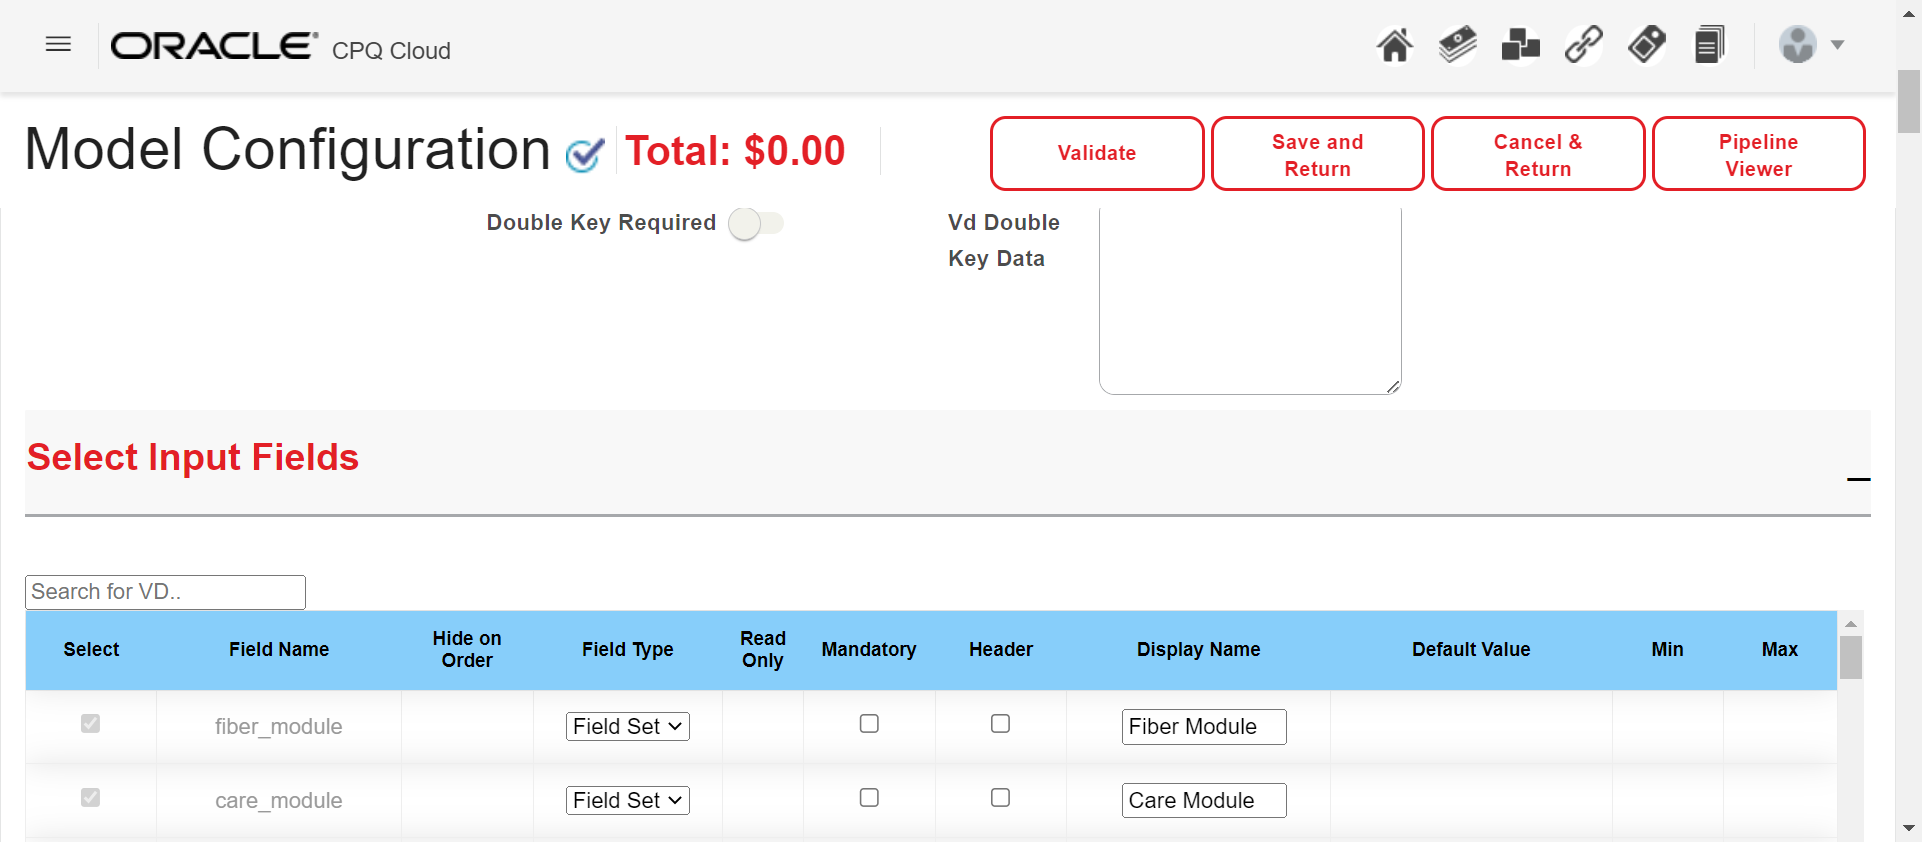 ORACLE CPQ Cloud
Model Configuration Total: $0.00
Validate
Save and
Return
Cancel &
Return
Pipeline
Viewer
Double Key Required
Vd Double
Key Data
Select Input Fields
Search for VD..
Select Field Name Hide on Order Field Type Read Only Mandatory Header Display Name Default Value Min Max
fiber_module Field Set Fiber Module
care_module Field Set Care Module